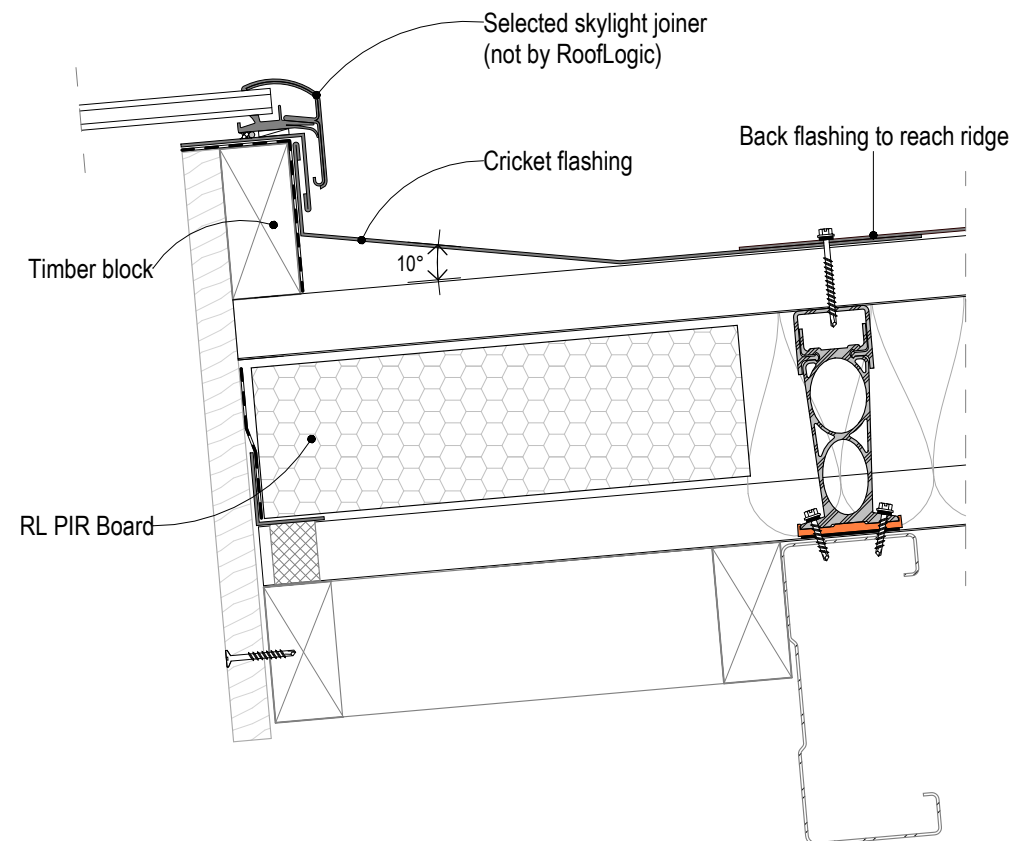 Selected skylight joiner
(not by RoofLogic)
Back flashing to reach ridge
Cricket flashing
10°
Timber block
RL PIR Board